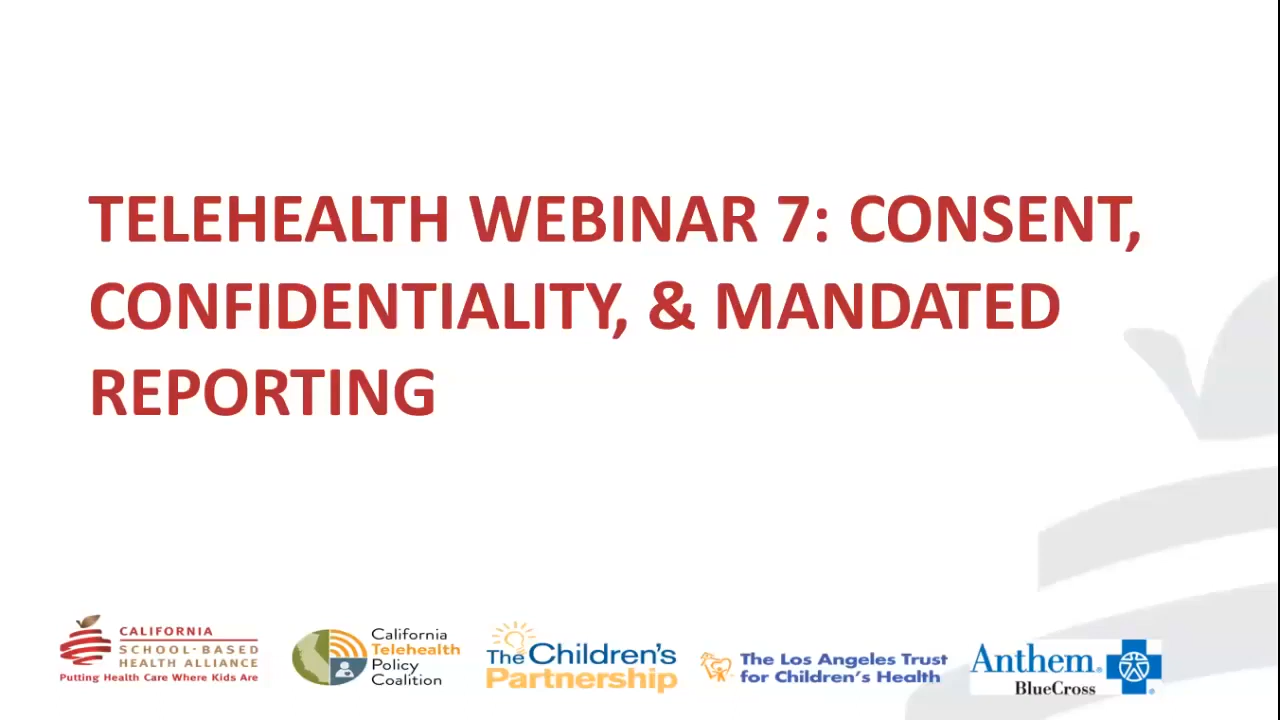 TELEHEALTH WEBINAR 7: CONSENT,
CONFIDENTIALITY, & MANDATED
REPORTING
CALIFORNIA
SCHOOL-BASED
HEALTH ALLIANCE
Putting Health Care Where Kids Are
California
Telehealth
Policy
Coalition
The Children's
Partnership
The Los Angeles Trust
for Children's Health
Anthem®
BlueCross